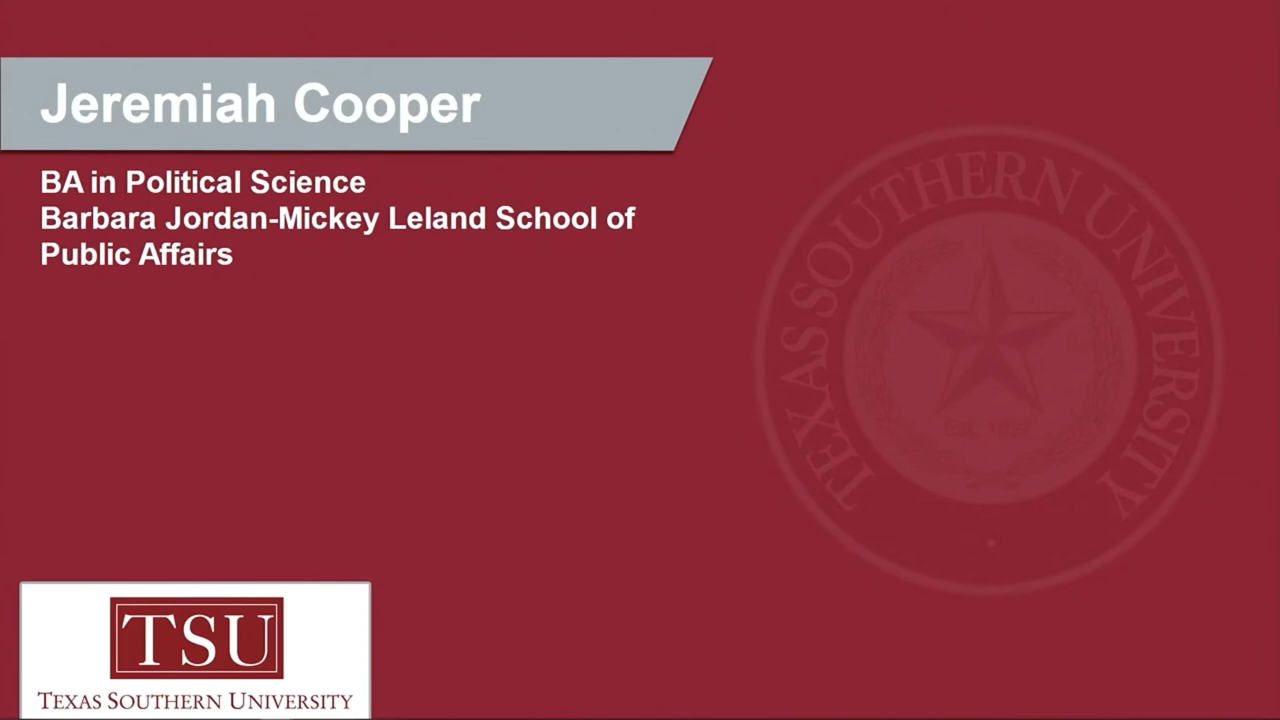 Jeremiah Cooper
BA in Political Science
Barbara Jordan-Mickey Leland School of
Public Affairs
TEXAS SOUTHERN UNIVERSITY
TSU
TEXAS SOUTHERN UNIVERSITY